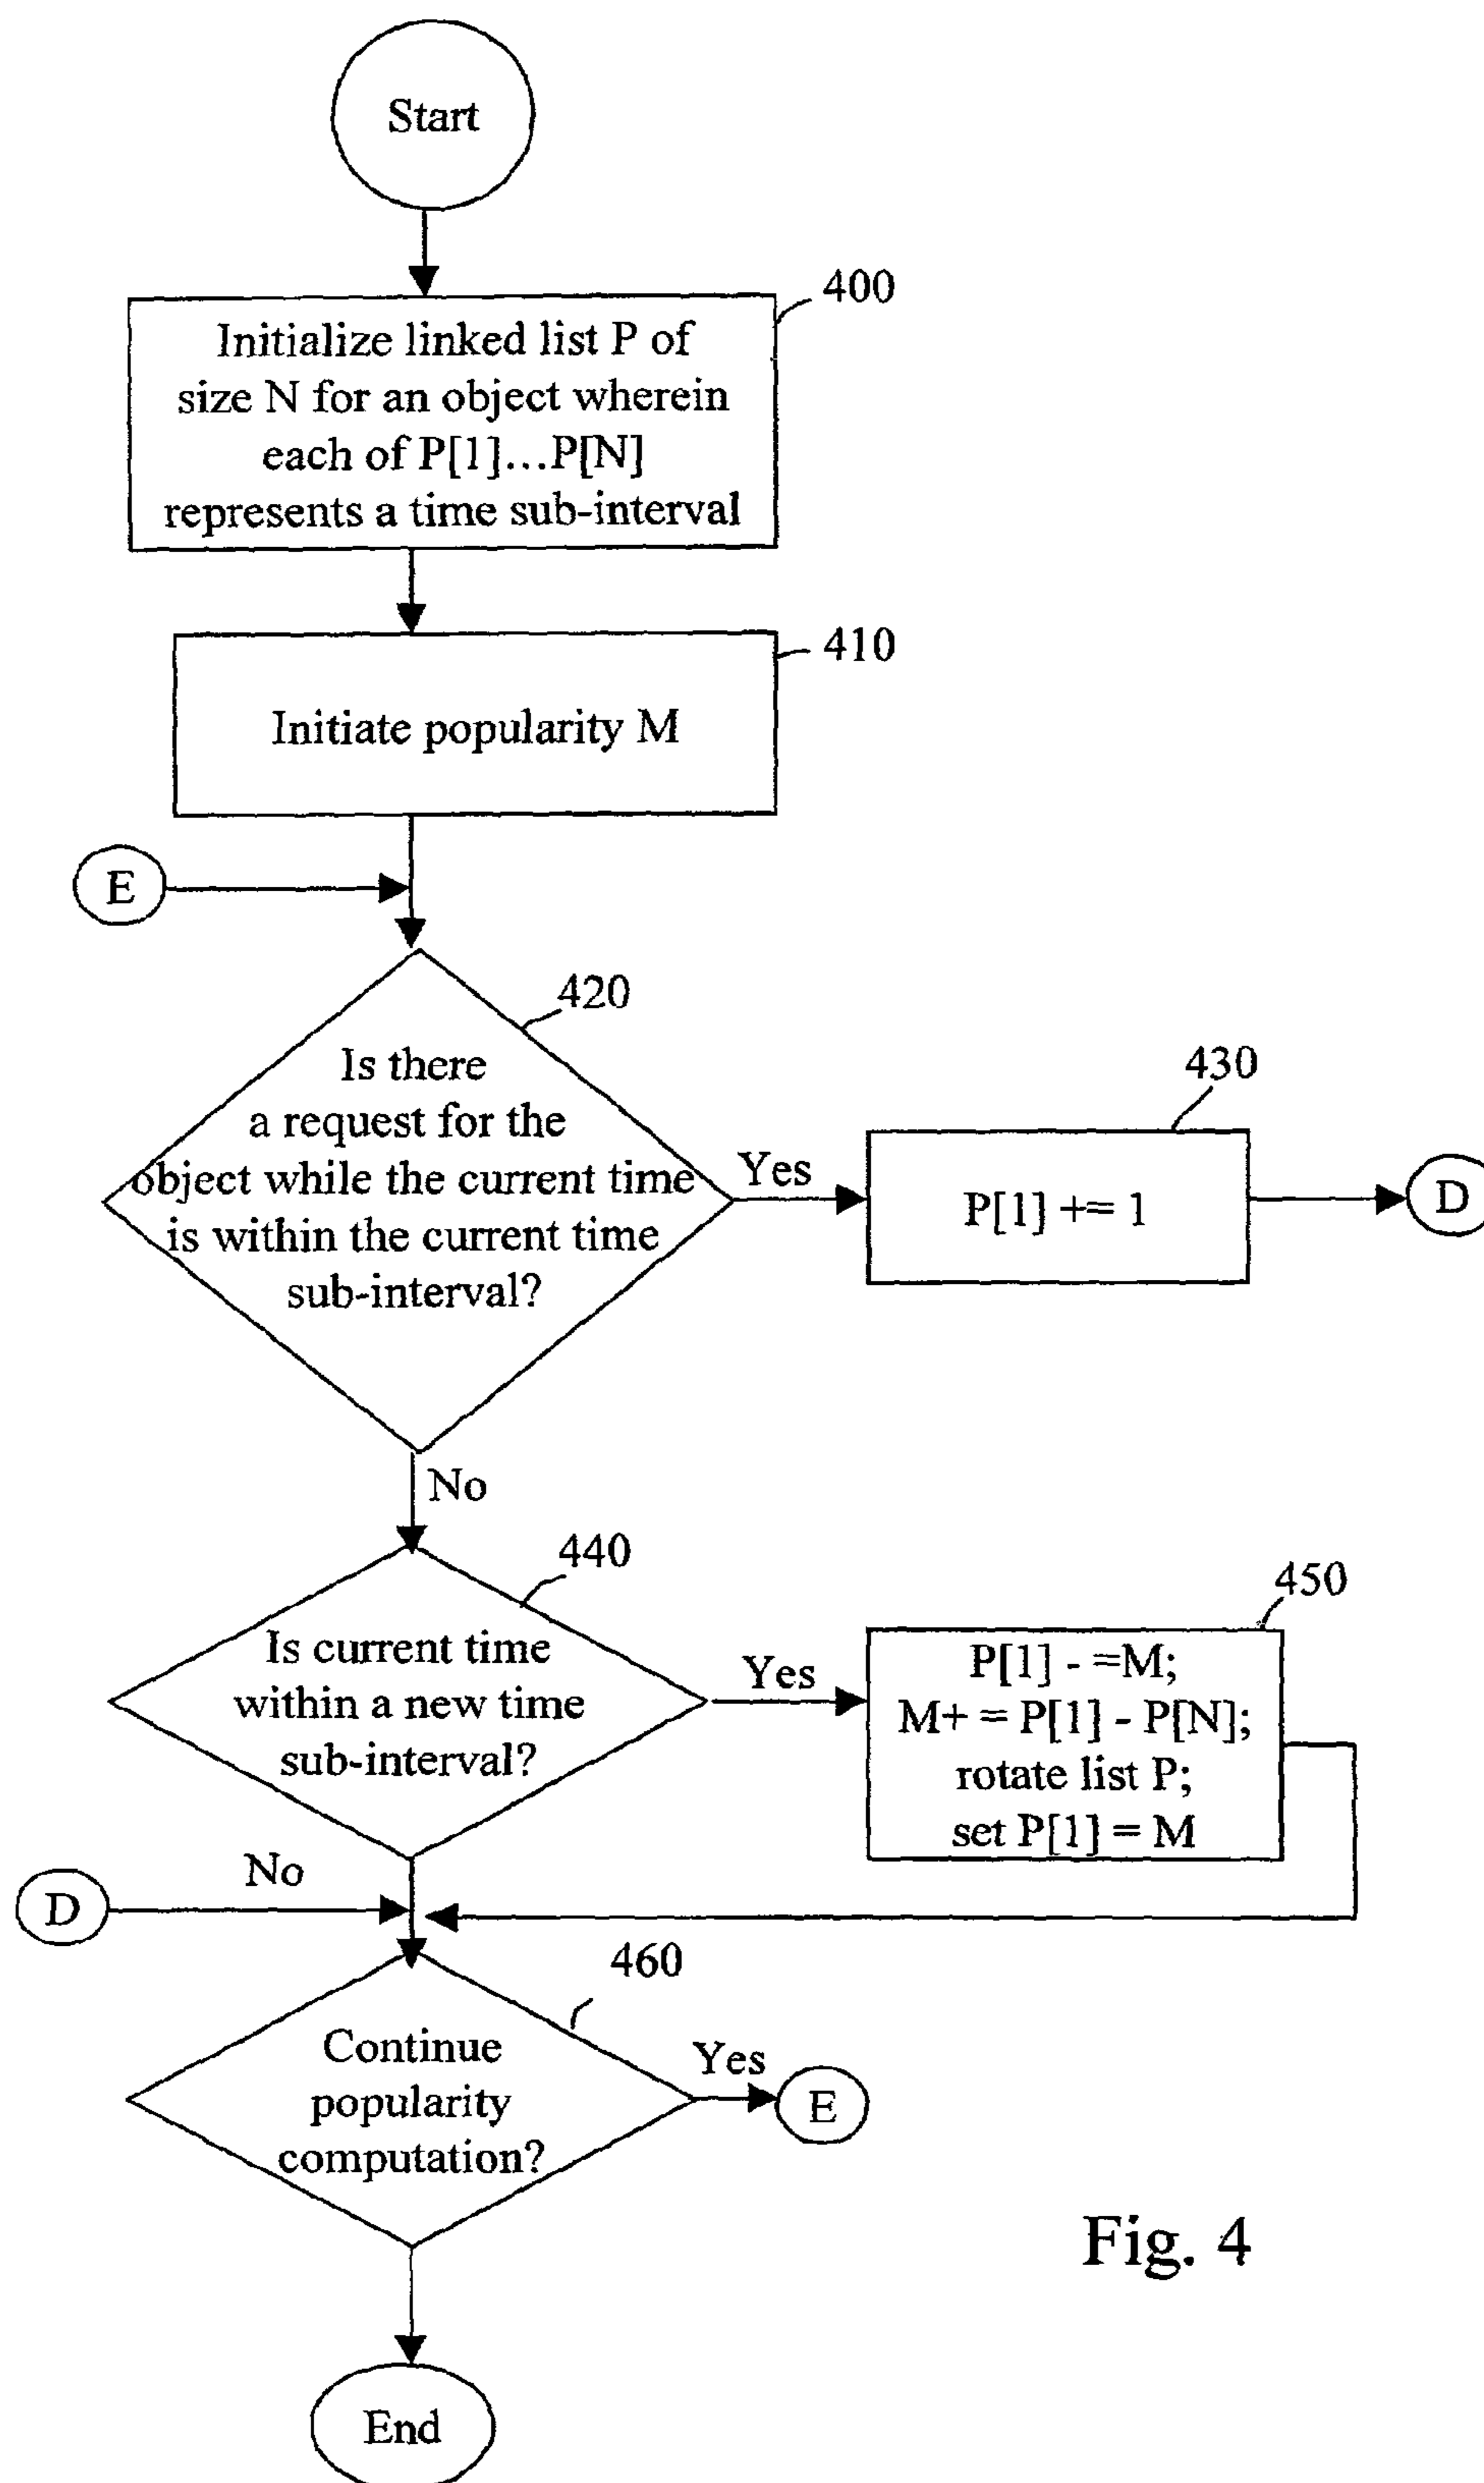 Start
400
Initialize linked list P of
size N for an object wherein
each of P[1]...P[N]
represents a time sub-interval
410
Initiate popularity M
E
420
Is there
a request for the
object while the current time
is within the current time
sub-interval?
Yes
430
P[1] += 1
D
No
440
Is current time
within a new time
sub-interval?
Yes
450
P[1] - =M;
M+ = P[1] - P[N];
rotate list P;
set P[1] = M
No
D
460
Continue
popularity
computation?
Yes
E
Fig. 4
End